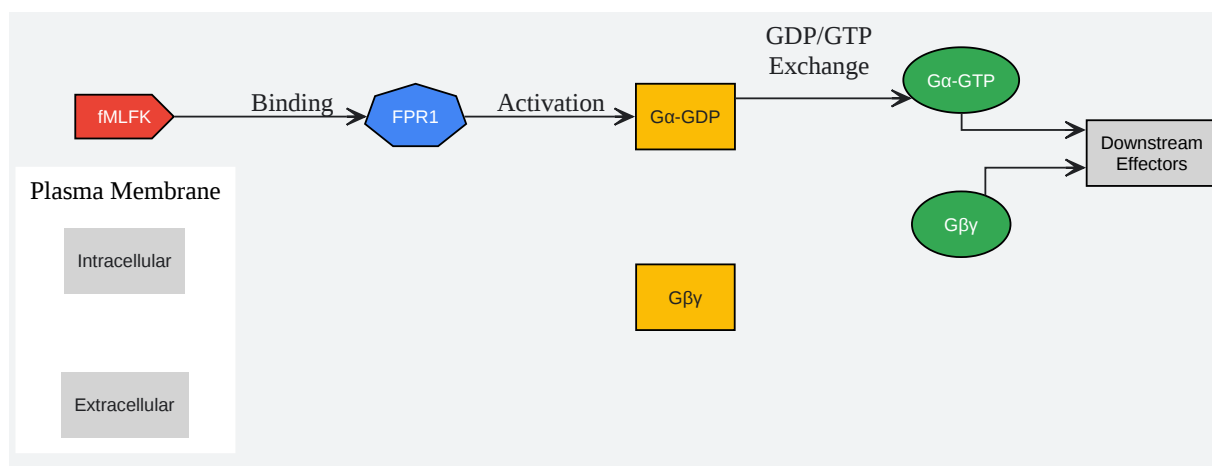 GDP/GTP
Exchange
fMLFK
Binding
FPR1
Activation
Gα-GDP
Gα-GTP
Downstream
Effectors
Plasma Membrane
Intracellular
Gβγ
Gβγ
Extracellular